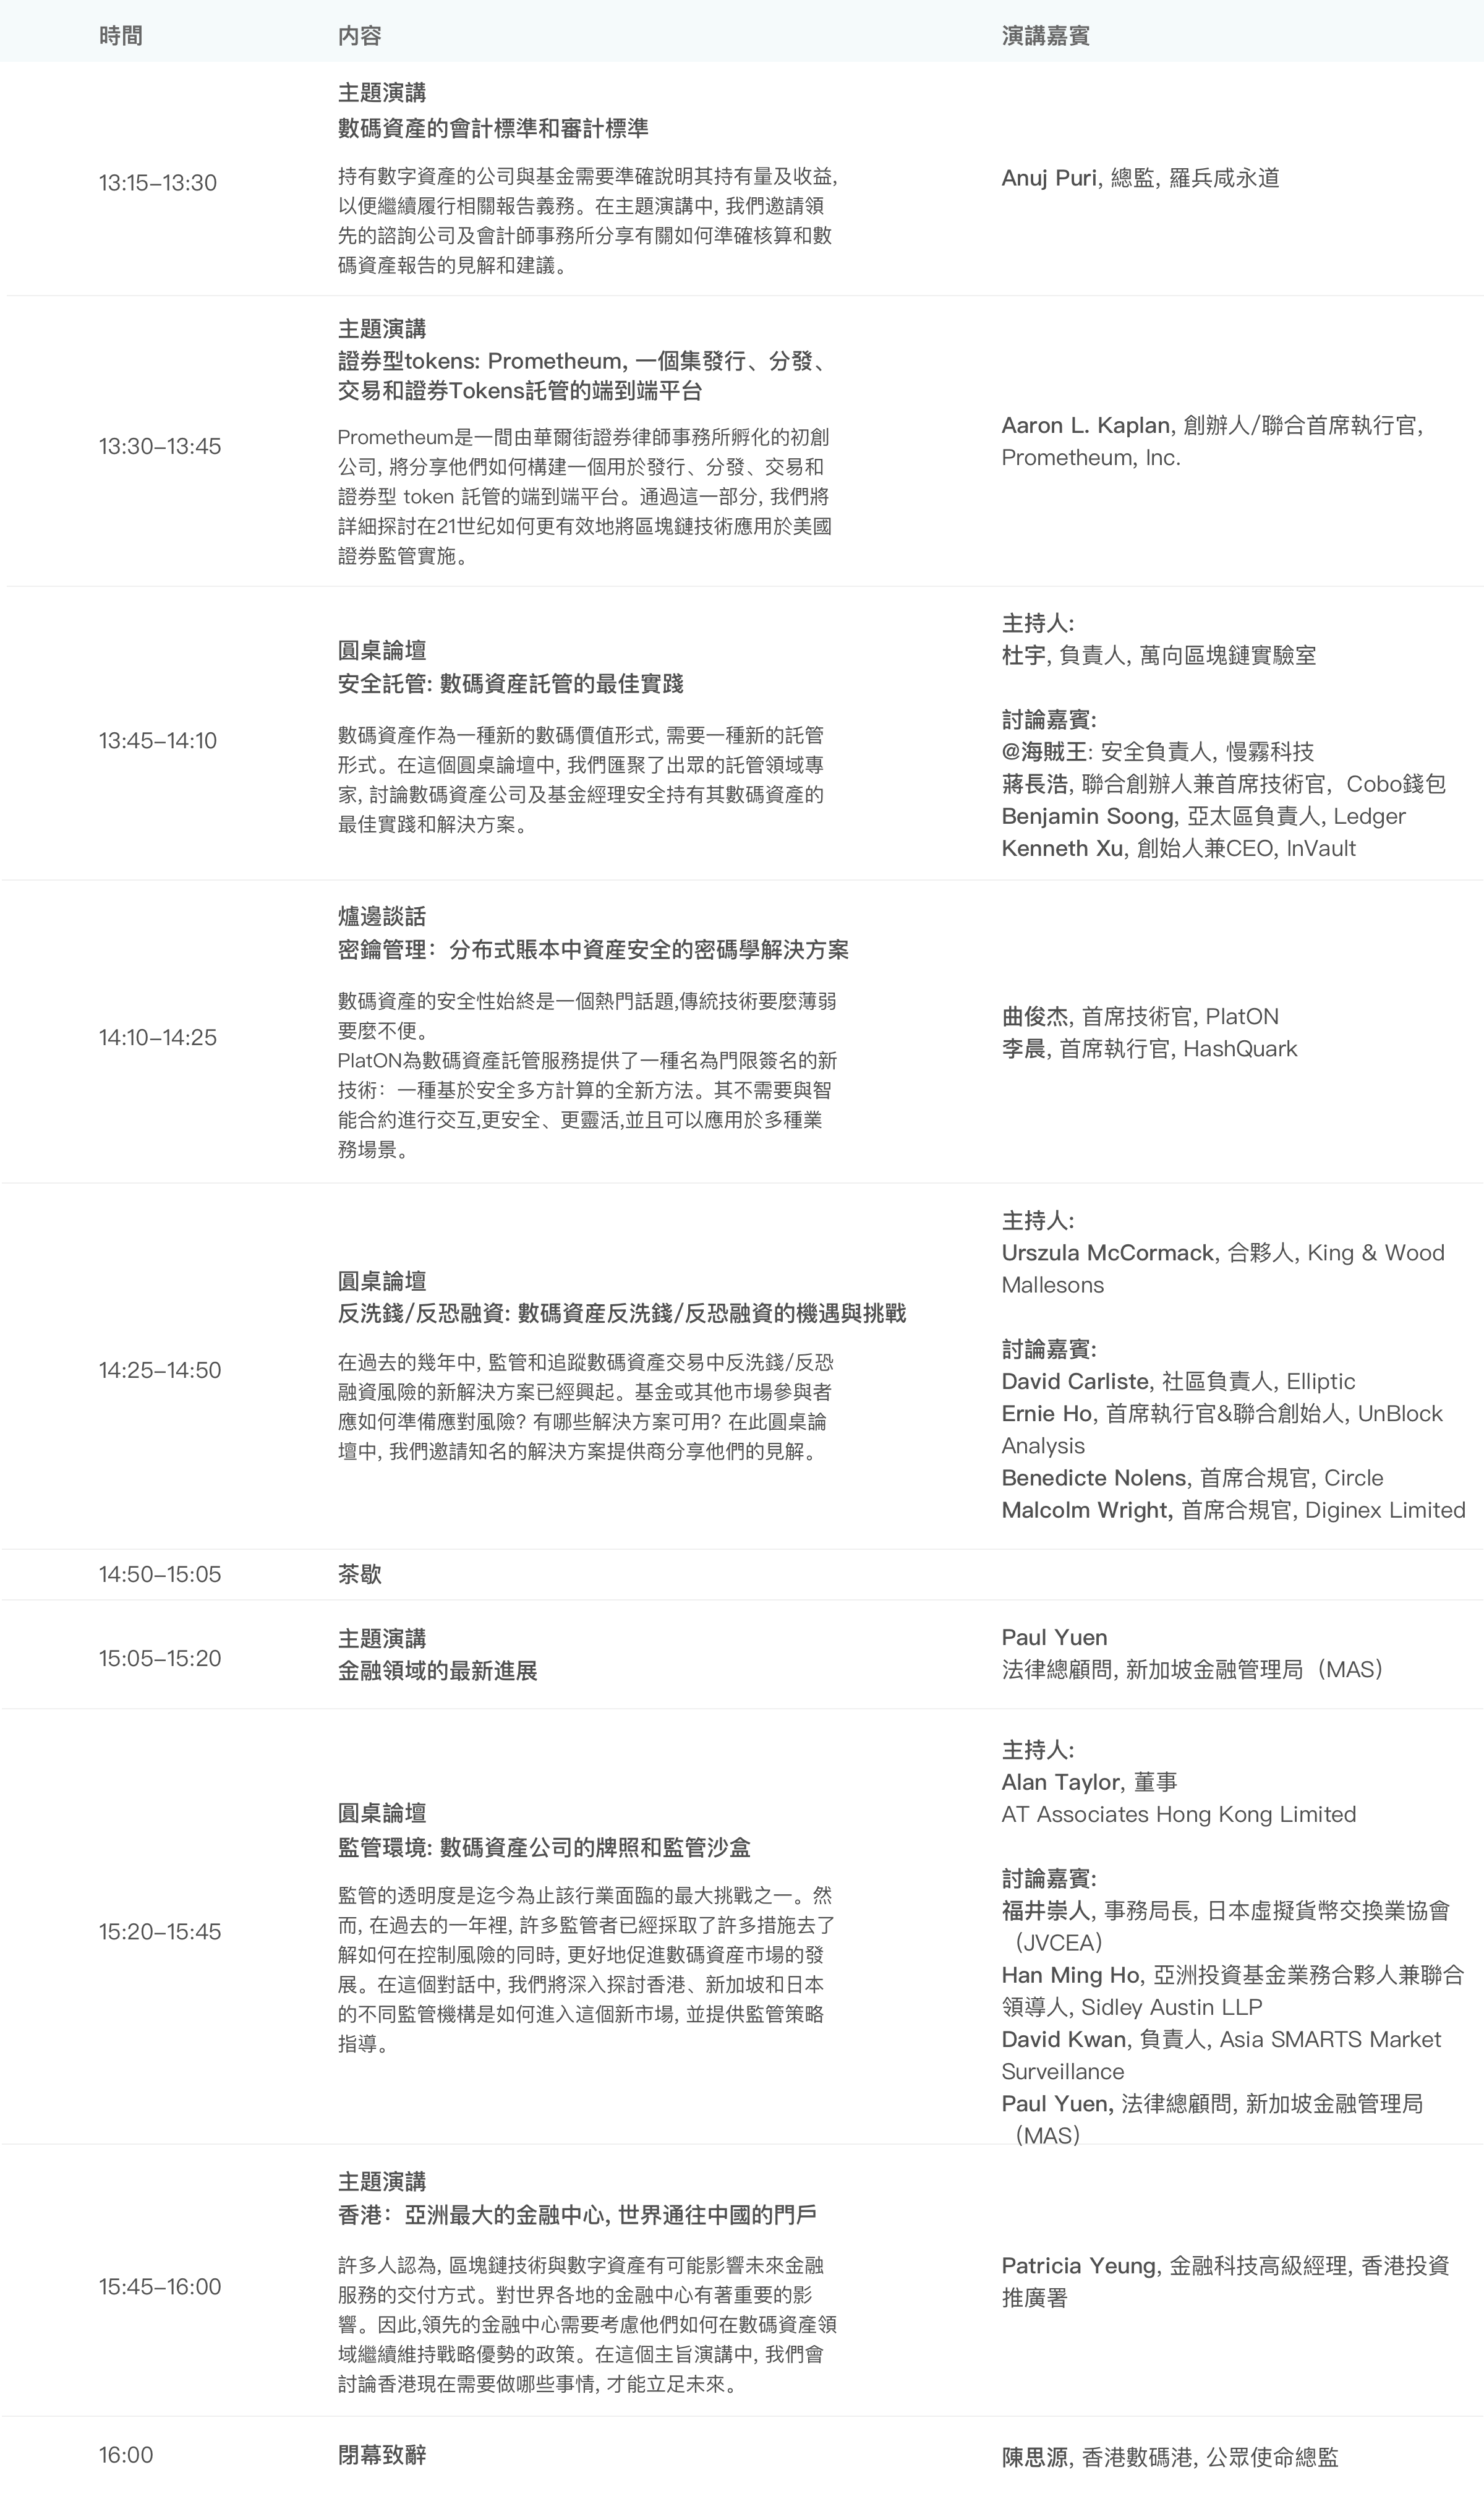 時間 内容 演講嘉賓
13:15–13:30
主題演講
數碼資產的會計標準和審計標準
持有數字資產的公司與基金需要準確說明其持有量及收益,
以便繼續履行相關報告義務。在主題演講中, 我們邀請領
先的諮詢公司及會計師事務所分享有關如何準確核算和數
碼資產報告的見解和建議。
Anuj Puri, 總監, 羅兵咸永道
13:30–13:45
主題演講
證券型tokens: Prometheum, 一個集發行、分發、
交易和證券Tokens託管的端到端平台
Prometheum是一間由華爾街證券律師事務所孵化的初創
公司, 將分享他們如何構建一個用於發行、分發、交易和
證券型 token 託管的端到端平台。通過這一部分, 我們將
詳細探討在21世纪如何更有效地將區塊鏈技術應用於美國
證券監管實施。
Aaron L. Kaplan, 創辦人/聯合首席執行官,
Prometheum, Inc.
13:45–14:10
圓桌論壇
安全託管: 數碼資産託管的最佳實踐
數碼資產作為一種新的數碼價值形式, 需要一種新的託管
形式。在這個圓桌論壇中, 我們匯聚了出眾的託管領域專
家, 討論數碼資產公司及基金經理安全持有其數碼資產的
最佳實踐和解決方案。
主持人:
杜宇, 負責人, 萬向區塊鏈實驗室
討論嘉賓:
@海賊王: 安全負責人, 慢霧科技
蔣長浩, 聯合創辦人兼首席技術官,  Cobo錢包
Benjamin Soong, 亞太區負責人, Ledger
Kenneth Xu, 創始人兼CEO, InVault
14:10–14:25
爐邊談話
密鑰管理：分布式賬本中資産安全的密碼學解決方案
數碼資產的安全性始終是一個熱門話題,傳統技術要麼薄弱
要麼不便。
PlatON為數碼資產託管服務提供了一種名為門限簽名的新
技術：一種基於安全多方計算的全新方法。其不需要與智
能合約進行交互,更安全、更靈活,並且可以應用於多種業
務場景。
曲俊杰, 首席技術官, PlatON
李晨, 首席執行官, HashQuark
14:25–14:50
圓桌論壇
反洗錢/反恐融資: 數碼資産反洗錢/反恐融資的機遇與挑戰
在過去的幾年中, 監管和追蹤數碼資產交易中反洗錢/反恐
融資風險的新解決方案已經興起。基金或其他市場參與者
應如何準備應對風險? 有哪些解決方案可用? 在此圓桌論
壇中, 我們邀請知名的解決方案提供商分享他們的見解。
主持人:
Urszula McCormack, 合夥人, King & Wood
Mallesons
討論嘉賓:
David Carliste, 社區負責人, Elliptic
Ernie Ho, 首席執行官&聯合創始人, UnBlock
Analysis
Benedicte Nolens, 首席合規官, Circle
Malcolm Wright, 首席合規官, Diginex Limited
14:50–15:05 茶歇
15:05–15:20
主題演講
金融領域的最新進展
Paul Yuen
法律總顧問, 新加坡金融管理局（MAS）
15:20–15:45
圓桌論壇
監管環境: 數碼資產公司的牌照和監管沙盒
監管的透明度是迄今為止該行業面臨的最大挑戰之一。然
而, 在過去的一年裡, 許多監管者已經採取了許多措施去了
解如何在控制風險的同時, 更好地促進數碼資産市場的發
展。在這個對話中, 我們將深入探討香港、新加坡和日本
的不同監管機構是如何進入這個新市場, 並提供監管策略
指導。
主持人:
Alan Taylor, 董事
AT Associates Hong Kong Limited
討論嘉賓:
福井崇人, 事務局長, 日本虛擬貨幣交換業協會
（JVCEA）
Han Ming Ho, 亞洲投資基金業務合夥人兼聯合
領導人, Sidley Austin LLP
David Kwan, 負責人, Asia SMARTS Market
Surveillance
Paul Yuen, 法律總顧問, 新加坡金融管理局
（MAS）
15:45–16:00
主題演講
香港：亞洲最大的金融中心, 世界通往中國的門戶
許多人認為, 區塊鏈技術與數字資產有可能影響未來金融
服務的交付方式。對世界各地的金融中心有著重要的影
響。因此,領先的金融中心需要考慮他們如何在數碼資產領
域繼續維持戰略優勢的政策。在這個主旨演講中, 我們會
討論香港現在需要做哪些事情, 才能立足未來。
Patricia Yeung, 金融科技高級經理, 香港投資
推廣署
16:00 閉幕致辭 陳思源, 香港數碼港, 公眾使命總監